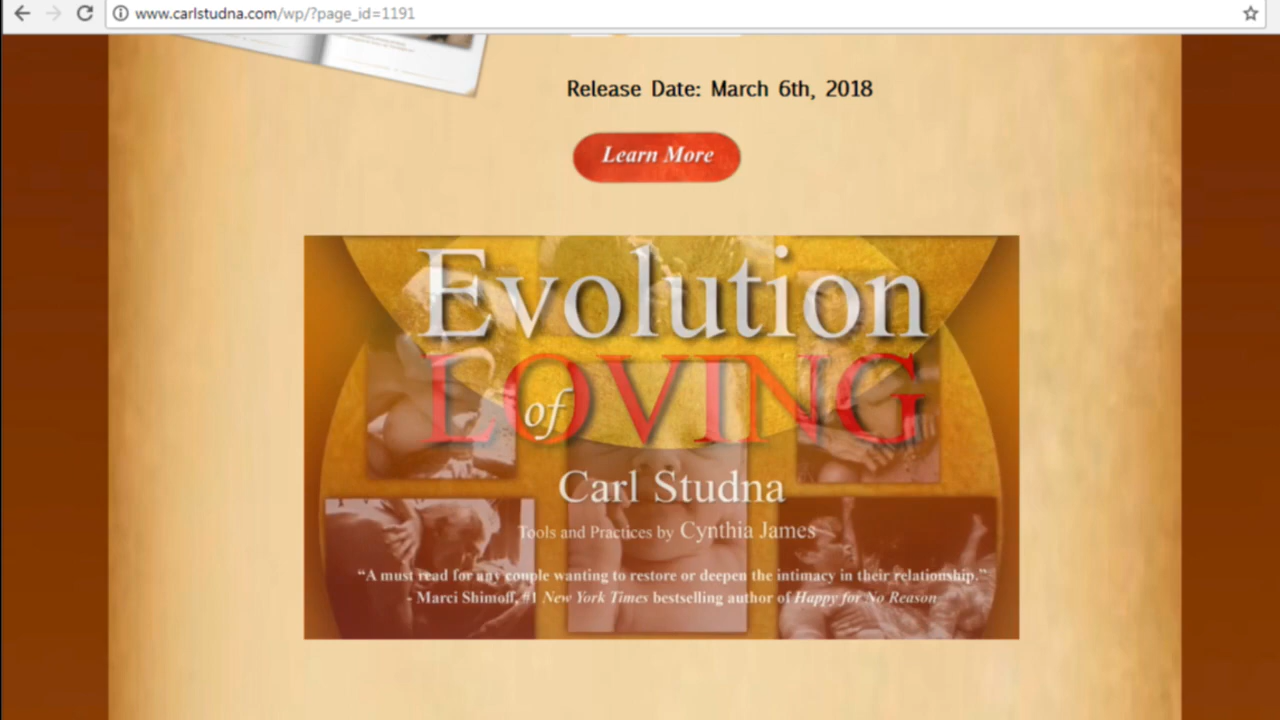 www.carlstudna.com/wp/?page_id=1191
Release Date: March 6th, 2018
Learn More
Evolution
of LOVING
Carl Studna
Tools and Practices by Cynthia James
“A must read for any couple wanting to restore or deepen the intimacy in their relationship.”
- Marci Shimoff, #1 New York Times bestselling author of Happy for No Reason